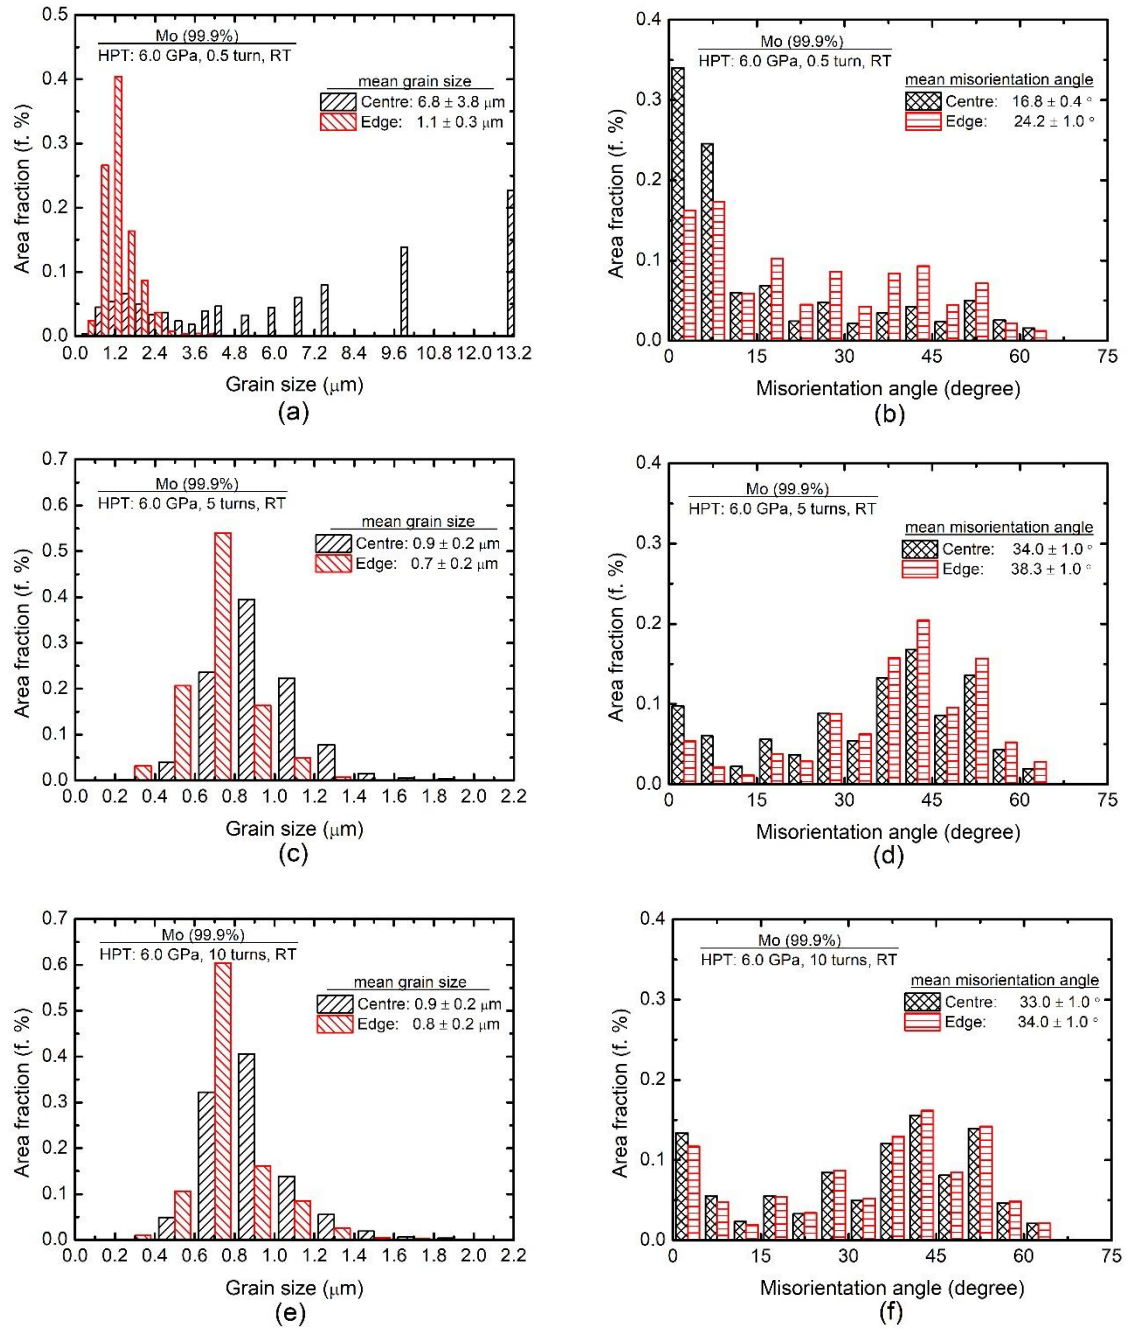 Mo (99.9%)
HPT: 6.0 GPa, 0.5 turn, RT
mean grain size
Centre: 6.8 ± 3.8 μm
Edge: 1.1 ± 0.3 μm
Area fraction (f. %)
0.5
0.4
0.3
0.2
0.1
0.0
0.0 1.2 2.4 3.6 4.8 6.0 7.2 8.4 9.6 10.8 12.0 13.2
Grain size (μm)
(a)
Mo (99.9%)
HPT: 6.0 GPa, 0.5 turn, RT
mean misorientation angle
Centre: 16.8 ± 0.4 °
Edge: 24.2 ± 1.0 °
Area fraction (f. %)
0.4
0.3
0.2
0.1
0.0
0 15 30 45 60 75
Misorientation angle (degree)
(b)
Mo (99.9%)
HPT: 6.0 GPa, 5 turns, RT
mean grain size
Centre: 0.9 ± 0.2 μm
Edge: 0.7 ± 0.2 μm
Area fraction (f. %)
0.7
0.6
0.5
0.4
0.3
0.2
0.1
0.0
0.0 0.2 0.4 0.6 0.8 1.0 1.2 1.4 1.6 1.8 2.0 2.2
Grain size (μm)
(c)
Mo (99.9%)
HPT: 6.0 GPa, 5 turns, RT
mean misorientation angle
Centre: 34.0 ± 1.0 °
Edge: 38.3 ± 1.0 °
Area fraction (f. %)
0.4
0.3
0.2
0.1
0.0
0 15 30 45 60 75
Misorientation angle (degree)
(d)
Mo (99.9%)
HPT: 6.0 GPa, 10 turns, RT
mean grain size
Centre: 0.9 ± 0.2 μm
Edge: 0.8 ± 0.2 μm
Area fraction (f. %)
0.7
0.6
0.5
0.4
0.3
0.2
0.1
0.0
0.0 0.2 0.4 0.6 0.8 1.0 1.2 1.4 1.6 1.8 2.0 2.2
Grain size (μm)
(e)
Mo (99.9%)
HPT: 6.0 GPa, 10 turns, RT
mean misorientation angle
Centre: 33.0 ± 1.0 °
Edge: 34.0 ± 1.0 °
Area fraction (f. %)
0.4
0.3
0.2
0.1
0.0
0 15 30 45 60 75
Misorientation angle (degree)
(f)